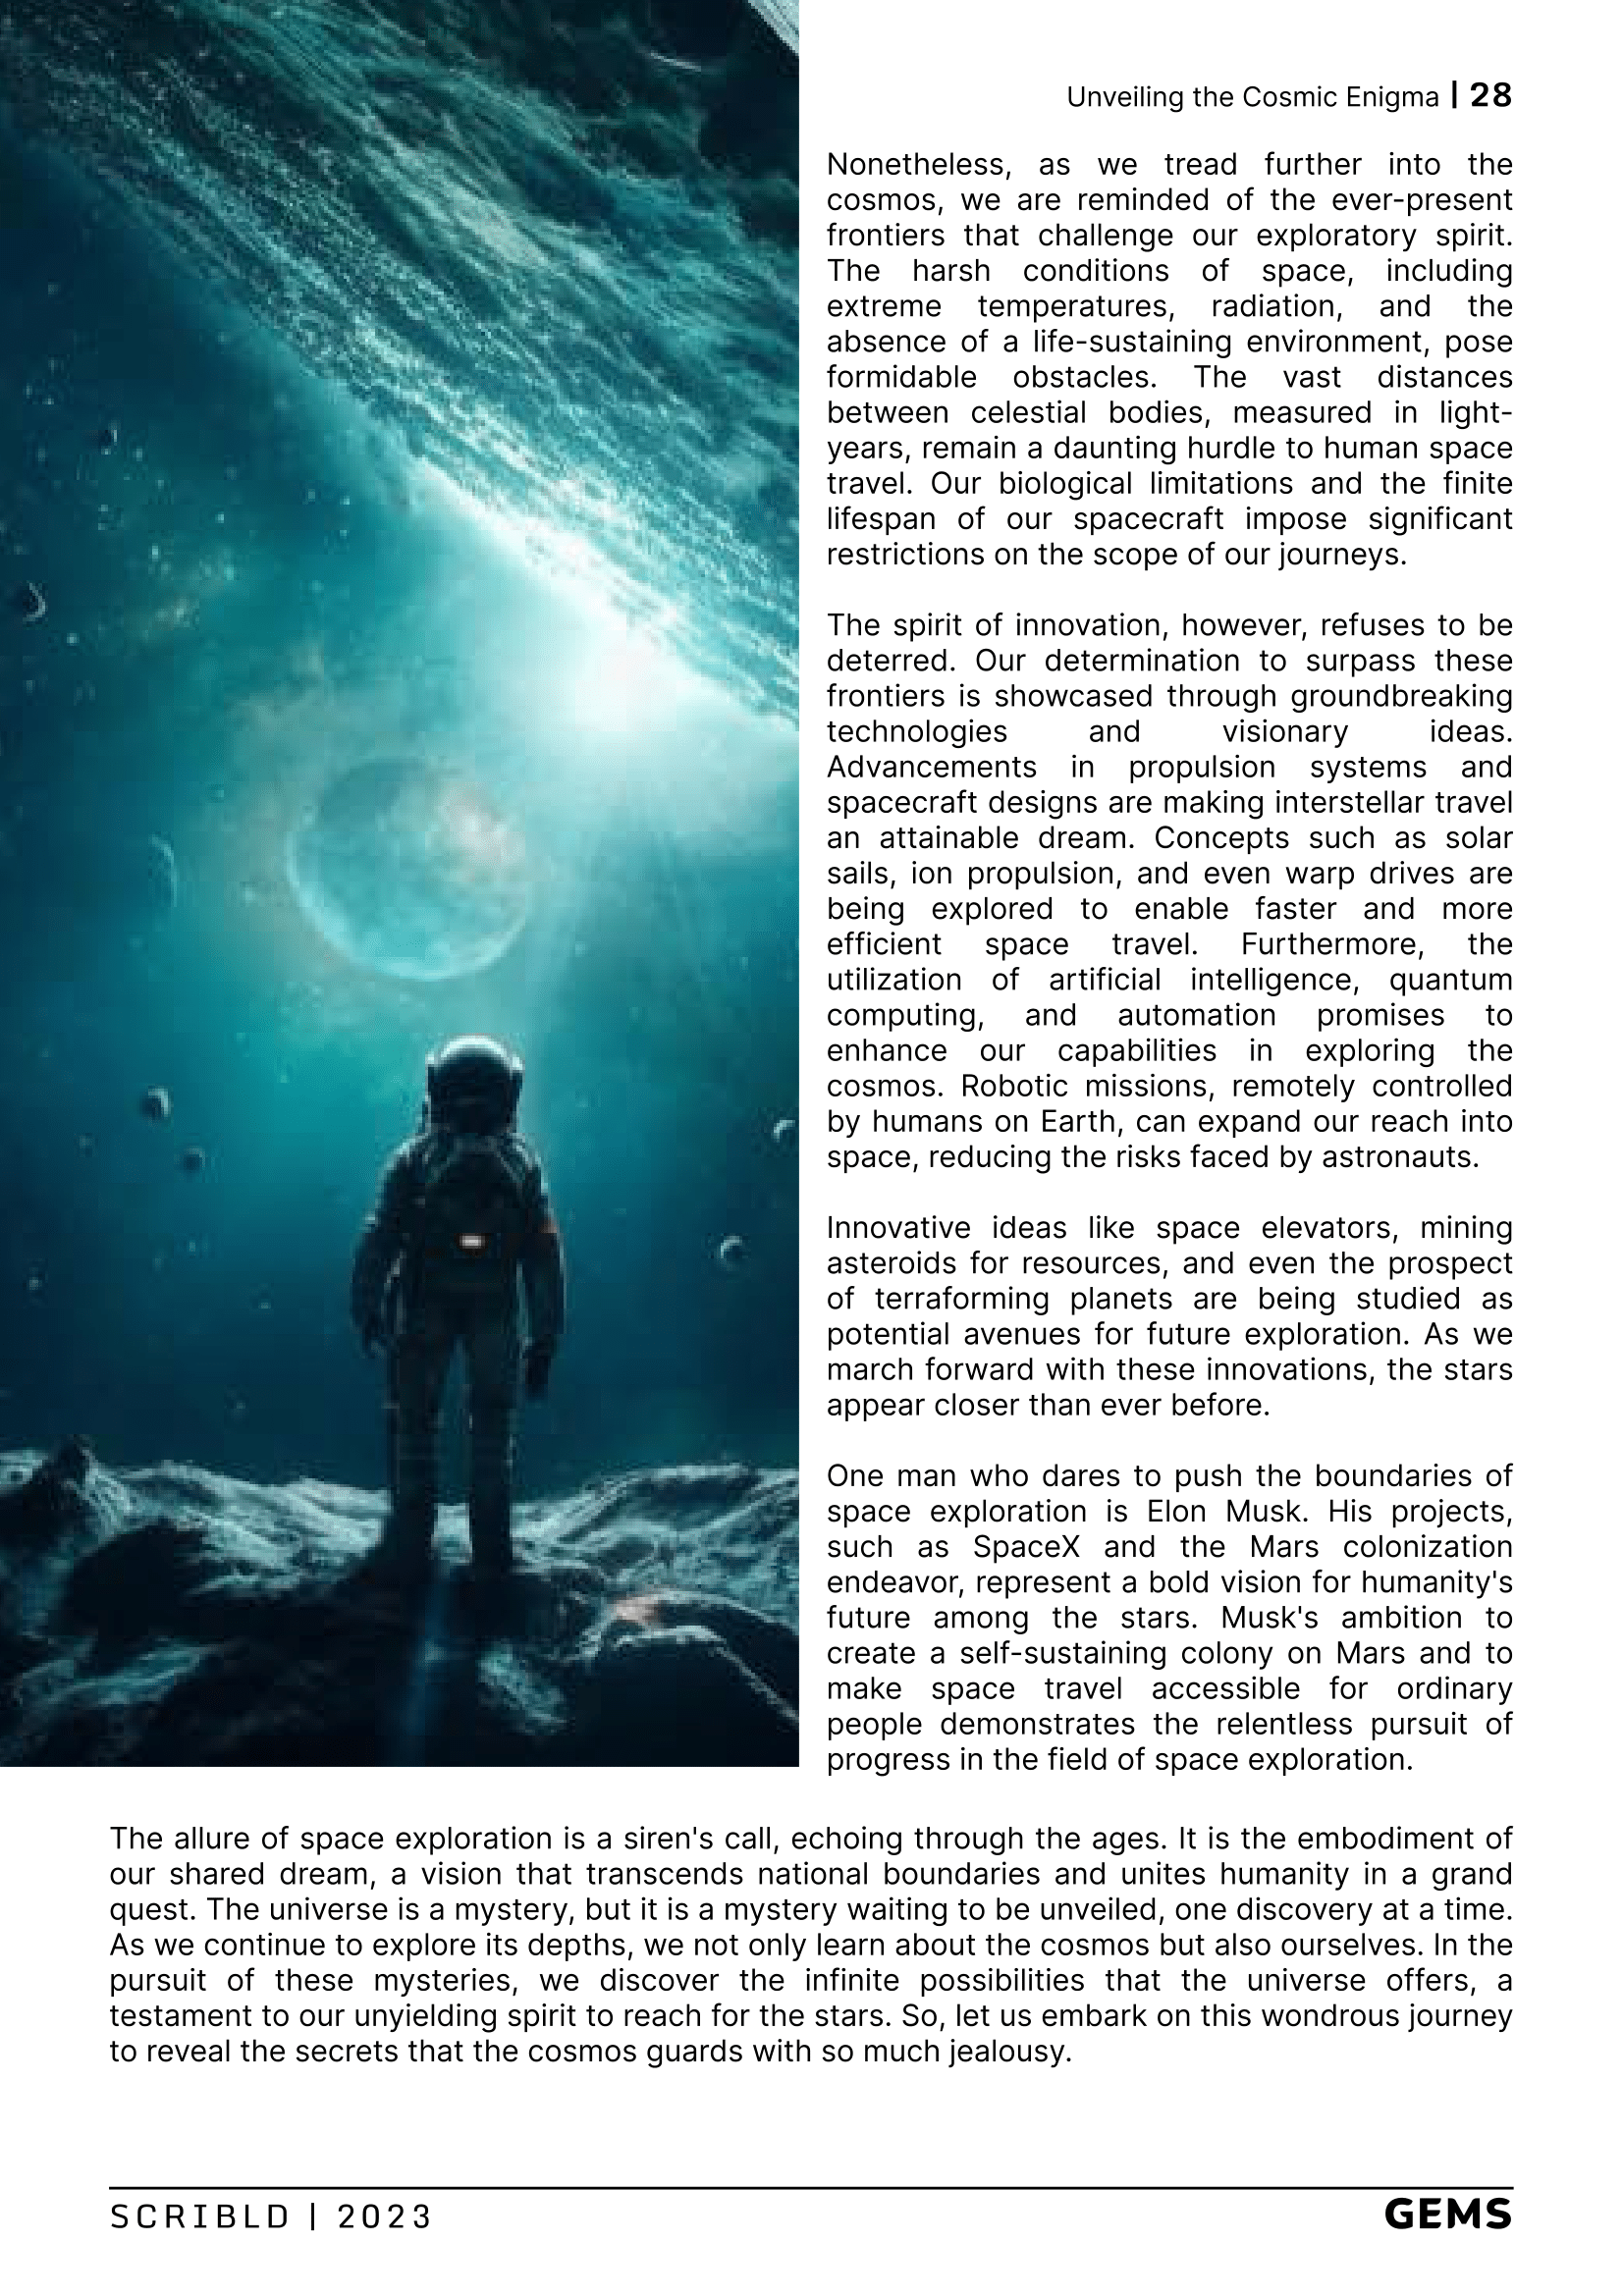 Unveiling the Cosmic Enigma | 28
Nonetheless, as we tread further into the
cosmos, we are reminded of the ever-present
frontiers that challenge our exploratory spirit.
The harsh conditions of space, including
extreme temperatures, radiation, and the
absence of a life-sustaining environment, pose
formidable obstacles. The vast distances
between celestial bodies, measured in light-
years, remain a daunting hurdle to human space
travel. Our biological limitations and the finite
lifespan of our spacecraft impose significant
restrictions on the scope of our journeys.
The spirit of innovation, however, refuses to be
deterred. Our determination to surpass these
frontiers is showcased through groundbreaking
technologies and visionary ideas.
Advancements in propulsion systems and
spacecraft designs are making interstellar travel
an attainable dream. Concepts such as solar
sails, ion propulsion, and even warp drives are
being explored to enable faster and more
efficient space travel. Furthermore, the
utilization of artificial intelligence, quantum
computing, and automation promises to
enhance our capabilities in exploring the
cosmos. Robotic missions, remotely controlled
by humans on Earth, can expand our reach into
space, reducing the risks faced by astronauts.
Innovative ideas like space elevators, mining
asteroids for resources, and even the prospect
of terraforming planets are being studied as
potential avenues for future exploration. As we
march forward with these innovations, the stars
appear closer than ever before.
One man who dares to push the boundaries of
space exploration is Elon Musk. His projects,
such as SpaceX and the Mars colonization
endeavor, represent a bold vision for humanity's
future among the stars. Musk's ambition to
create a self-sustaining colony on Mars and to
make space travel accessible for ordinary
people demonstrates the relentless pursuit of
progress in the field of space exploration.
The allure of space exploration is a siren's call, echoing through the ages. It is the embodiment of
our shared dream, a vision that transcends national boundaries and unites humanity in a grand
quest. The universe is a mystery, but it is a mystery waiting to be unveiled, one discovery at a time.
As we continue to explore its depths, we not only learn about the cosmos but also ourselves. In the
pursuit of these mysteries, we discover the infinite possibilities that the universe offers, a
testament to our unyielding spirit to reach for the stars. So, let us embark on this wondrous journey
to reveal the secrets that the cosmos guards with so much jealousy.
SCRIBLD | 2023
GEMS